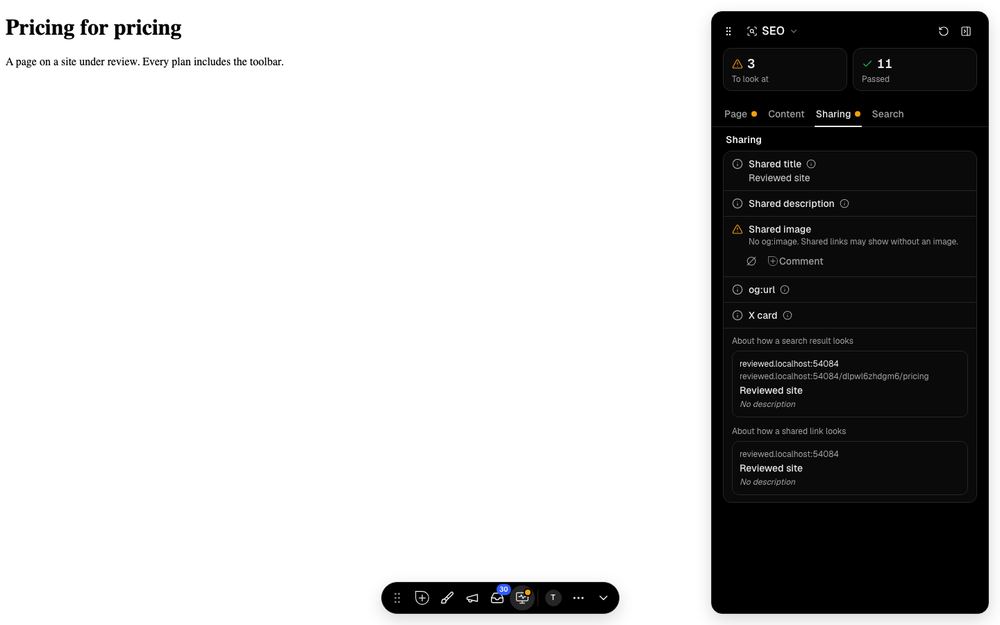 Pricing for pricing
A page on a site under review. Every plan includes the toolbar.
SEO
3
To look at
11
Passed
Page
Content
Sharing
Search
Sharing
Shared title
Reviewed site
Shared description
Shared image
No og:image. Shared links may show without an image.
Comment
og:url
X card
About how a search result looks
reviewed.localhost:54084
reviewed.localhost:54084/dlpwl6zhdgm6/pricing
Reviewed site
No description
About how a shared link looks
reviewed.localhost:54084
Reviewed site
No description
30
T